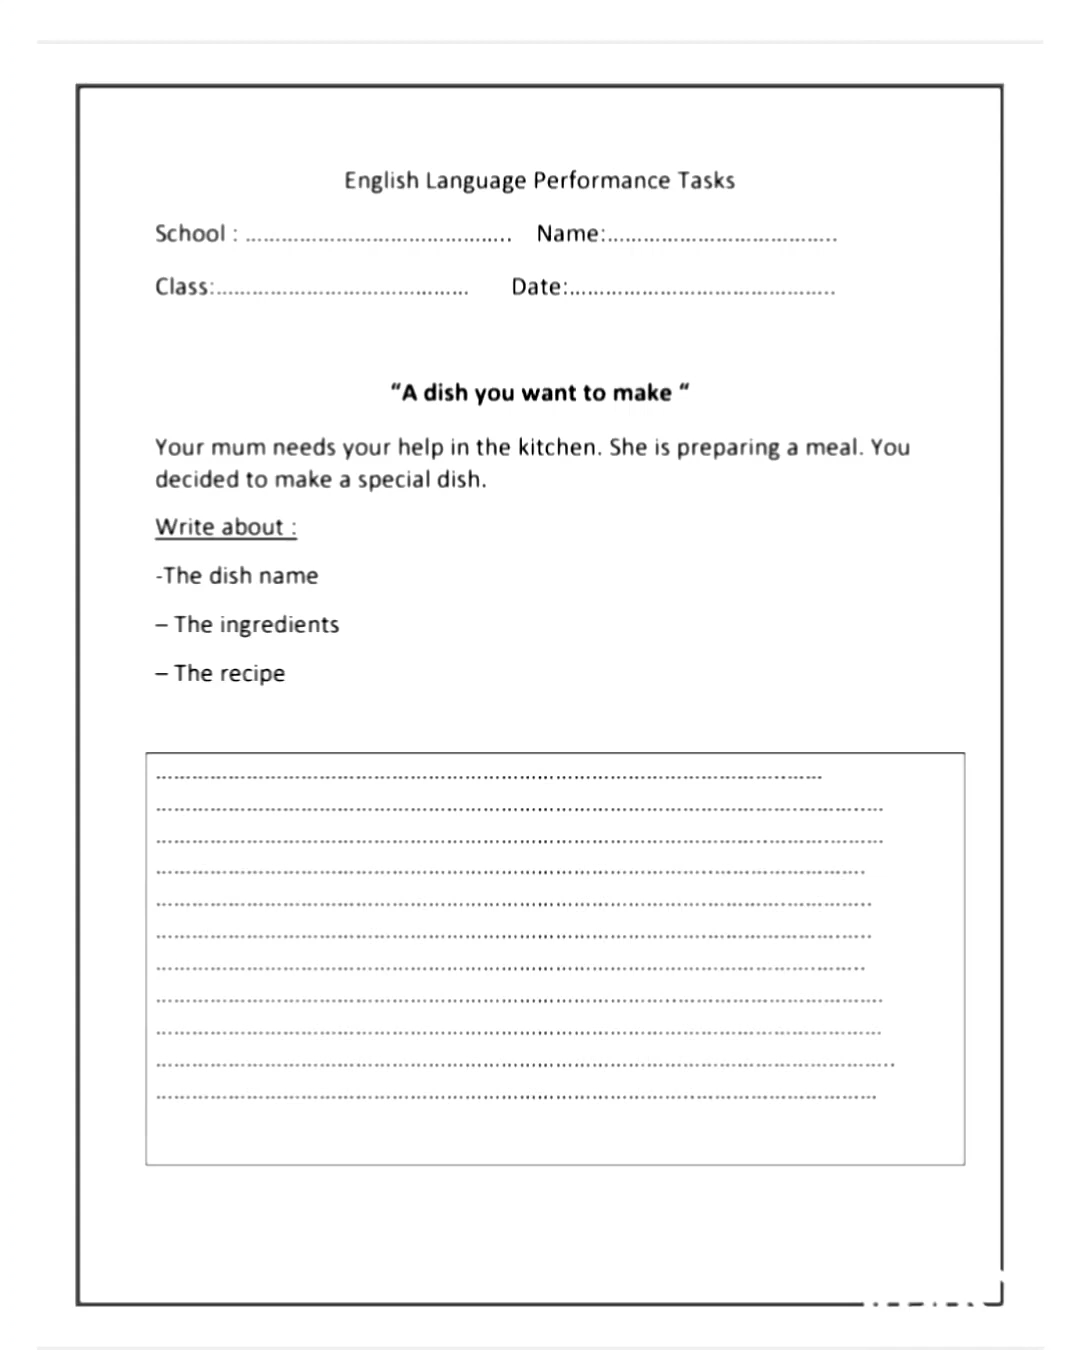 English Language Performance Tasks
School : ............................................ Name:......................................
Class:.......................................... Date:............................................
“A dish you want to make “
Your mum needs your help in the kitchen. She is preparing a meal. You
decided to make a special dish.
Write about :
-The dish name
– The ingredients
– The recipe